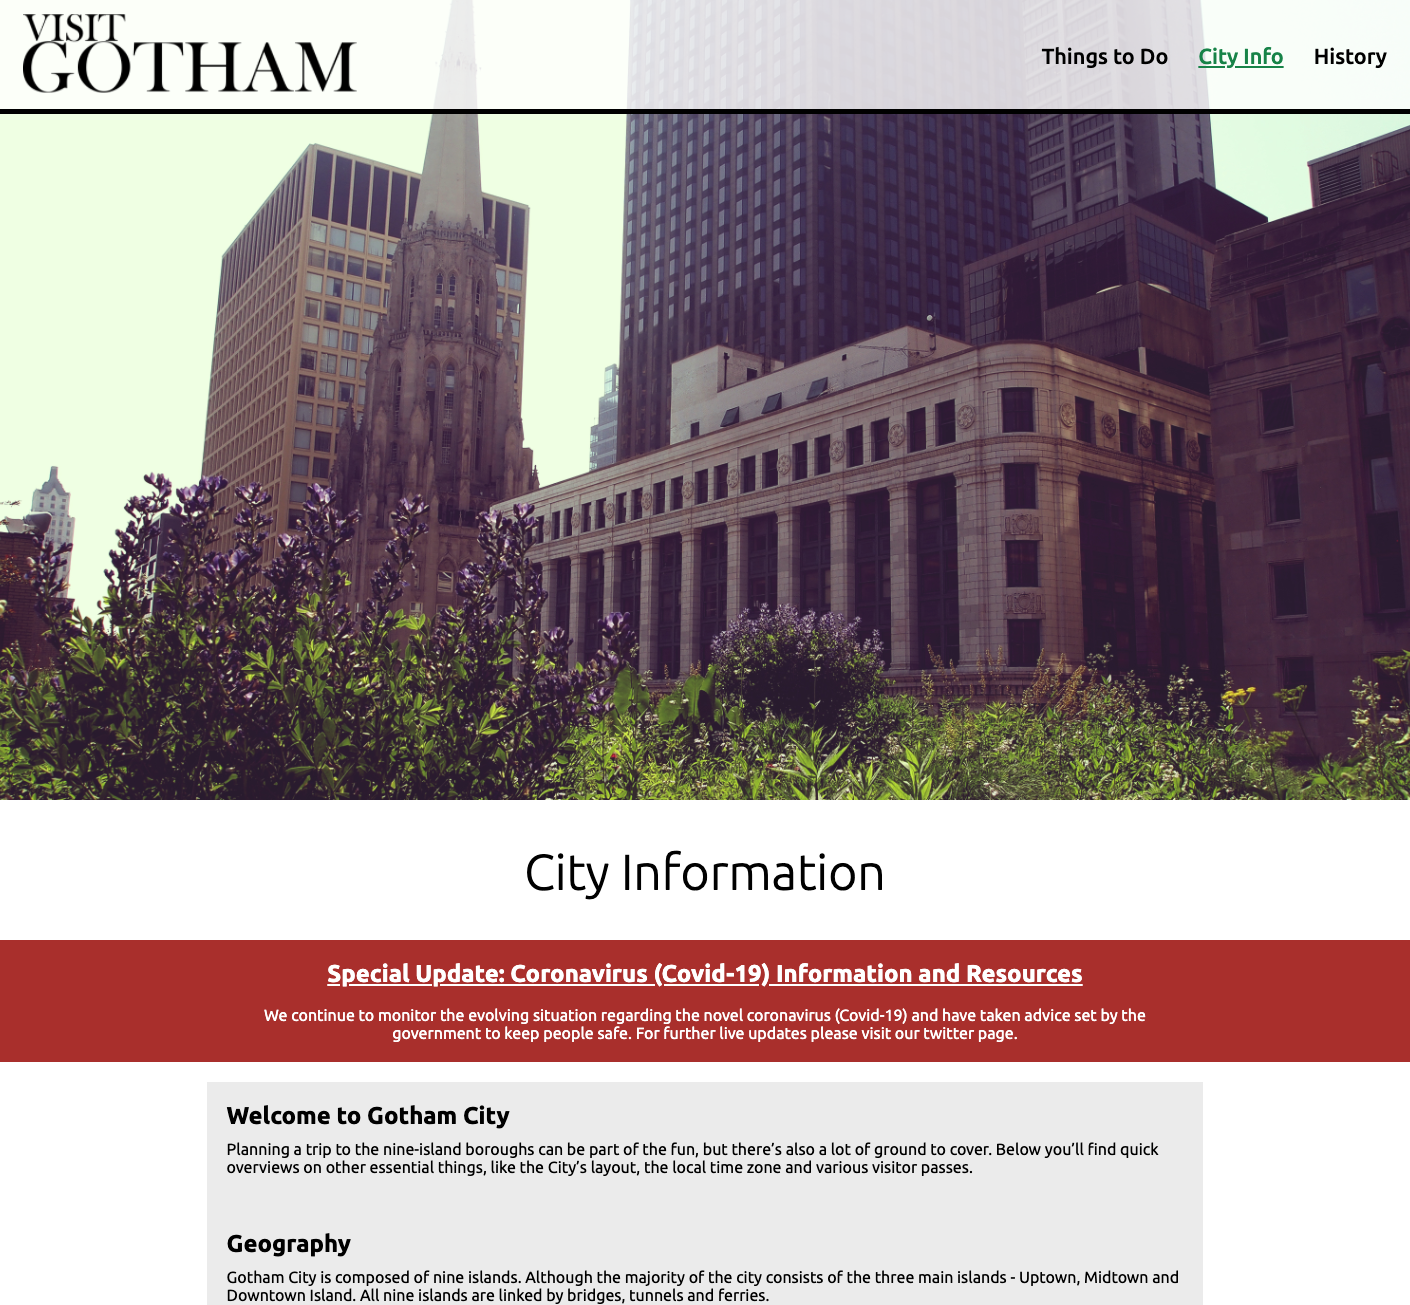 VISIT
GOTHAM
Things to Do
City Info
History
City Information
Special Update: Coronavirus (Covid-19) Information and Resources
We continue to monitor the evolving situation regarding the novel coronavirus (Covid-19) and have taken advice set by the
government to keep people safe. For further live updates please visit our twitter page.
Welcome to Gotham City
Planning a trip to the nine-island boroughs can be part of the fun, but there’s also a lot of ground to cover. Below you’ll find quick
overviews on other essential things, like the City’s layout, the local time zone and various visitor passes.
Geography
Gotham City is composed of nine islands. Although the majority of the city consists of the three main islands - Uptown, Midtown and
Downtown Island. All nine islands are linked by bridges, tunnels and ferries.